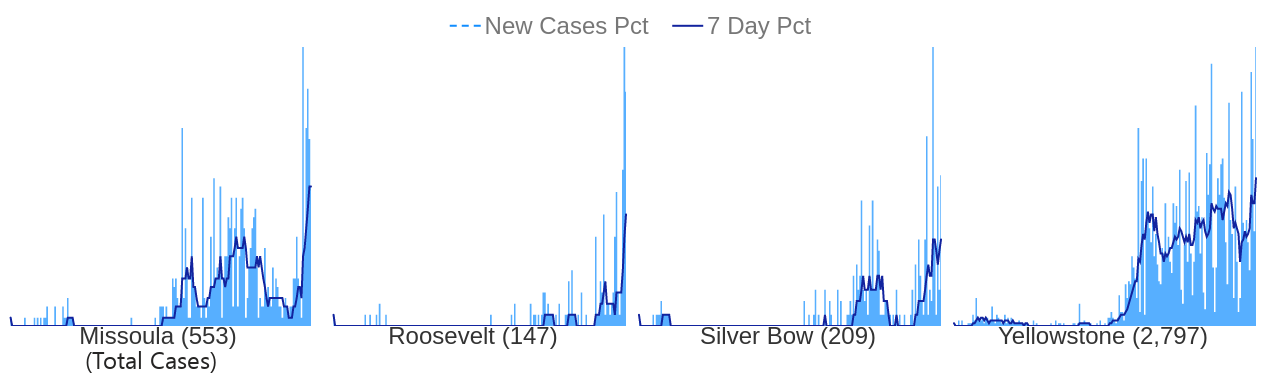 New Cases Pct 7 Day Pct
Missoula (553) Roosevelt (147) Silver Bow (209) Yellowstone (2,797)
(Total Cases)